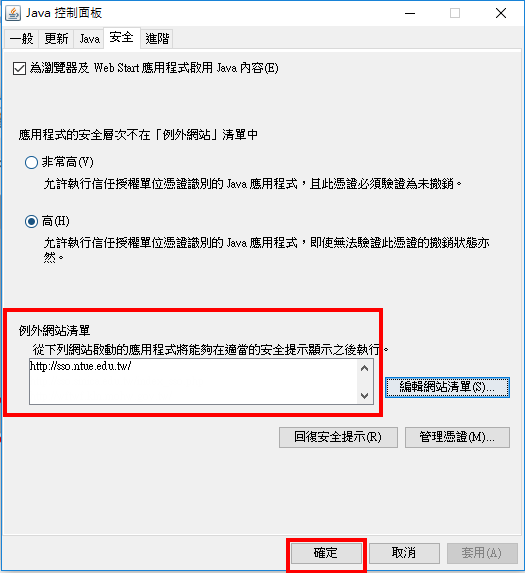 Java 控制面板
一般 更新 Java 安全 進階
為瀏覽器及 Web Start 應用程式啟用 Java 內容(E)
應用程式的安全層次不在「例外網站」清單中
非常高(V)
允許執行信任授權單位憑證識別的 Java 應用程式，且此憑證必須驗證為未撤銷。
高(H)
允許執行信任授權單位憑證識別的 Java 應用程式，即使無法驗證此憑證的撤銷狀態亦
然。
例外網站清單
從下列網站啟動的應用程式將能夠在適當的安全提示顯示之後執行。
http://sso.ntue.edu.tw/
編輯網站清單(S)...
回復安全提示(R) 管理憑證(M)...
確定 取消 套用(A)